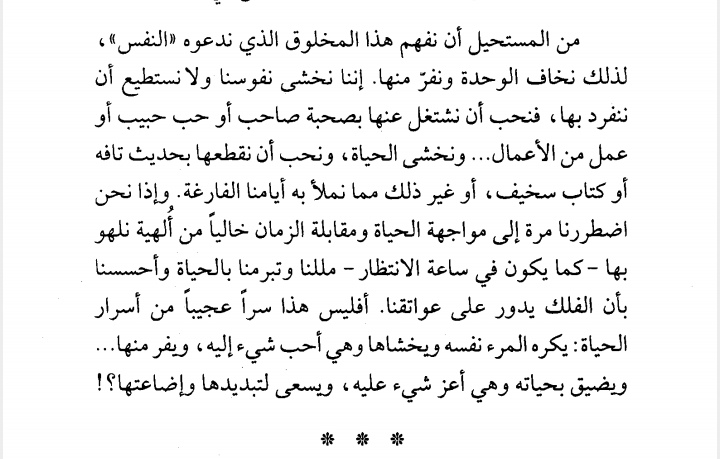 من المستحيل أن نفهم هذا المخلوق الذي ندعوه «النفس»،
لذلك نخاف الوحدة ونفرّ منها. إننا نخشى نفوسنا ولا نستطيع أن
ننفرد بها، فنحب أن نشتغل عنها بصحبة صاحب أو حب حبيب أو
عمل من الأعمال... ونخشى الحياة، ونحب أن نقطعها بحديث تافه
أو كتاب سخيف، أو غير ذلك مما نملأ به أيامنا الفارغة. وإذا نحن
اضطررنا مرة إلى مواجهة الحياة ومقابلة الزمان خالياً من أُلهية نلهو
بها -كما يكون في ساعة الانتظار- مللنا وتبرمنا بالحياة وأحسسنا
بأن الفلك يدور على عواتقنا. أفليس هذا سراً عجيباً من أسرار
الحياة: يكره المرء نفسه ويخشاها وهي أحب شيء إليه، ويفر منها...
ويضيق بحياته وهي أعز شيء عليه، ويسعى لتبديدها وإضاعتها؟!
* * *